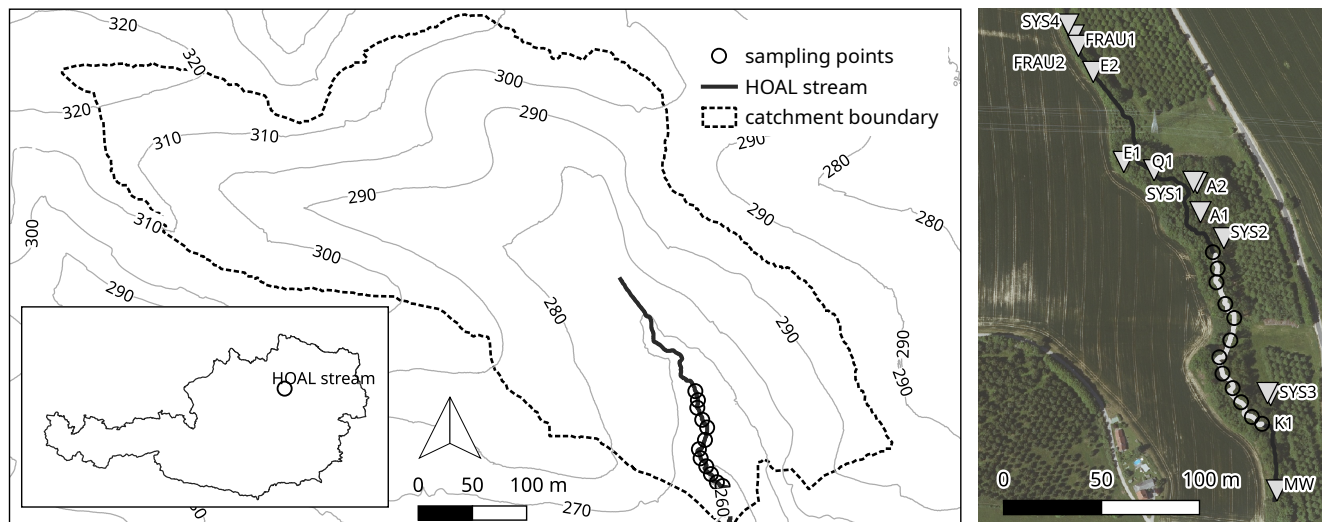 320
320
320
310
310
310
300
300
300
290
290
290
290
290
290
290
290
280
280
280
270
260
sampling points
HOAL stream
catchment boundary
HOAL stream
0 50 100 m
SYS4
FRAU1
FRAU2
E2
E1
Q1
SYS1
A2
A1
SYS2
SYS3
K1
MW
0 50 100 m